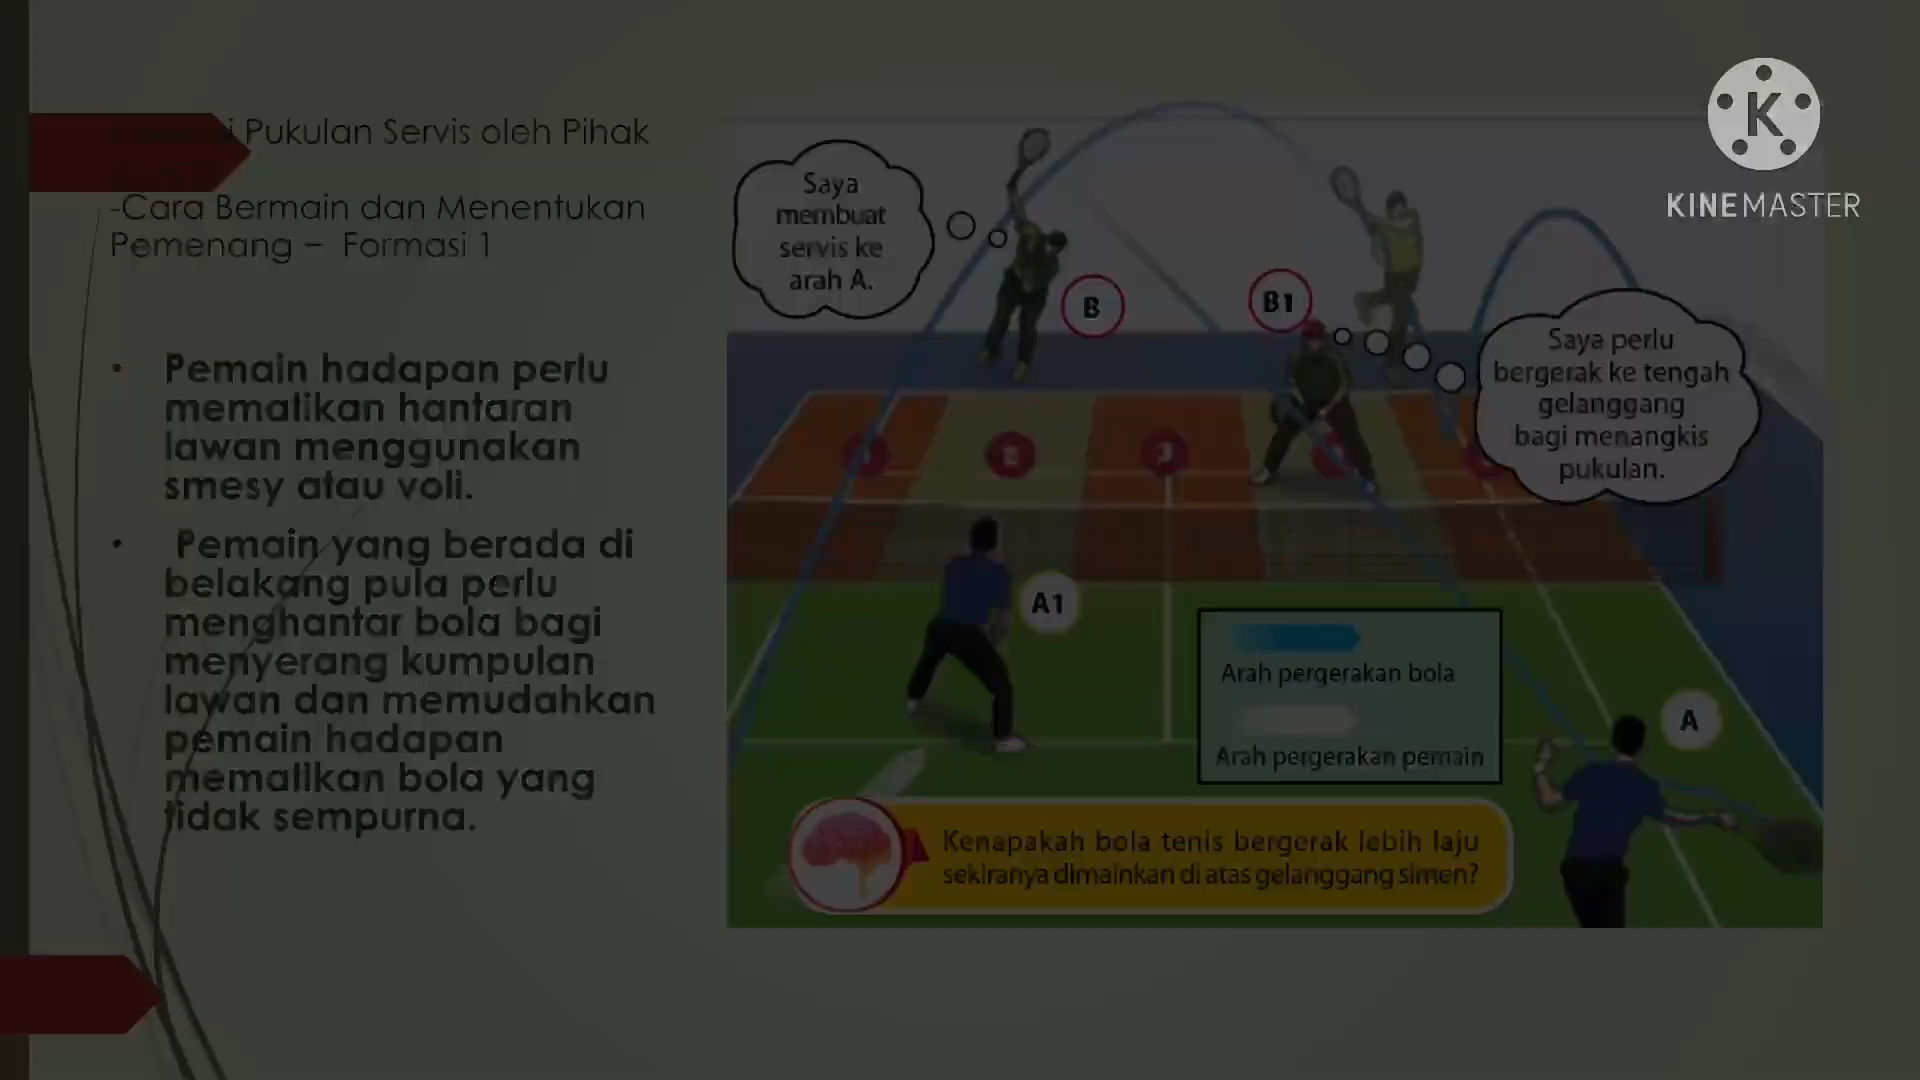 Pukulan Servis oleh Pihak
-Cara Bermain dan Menentukan
Pemenang – Formasi 1
• Pemain hadapan perlu
mematikan hantaran
lawan menggunakan
smesy atau voli.
• Pemain yang berada di
belakang pula perlu
menghantar bola bagi
menyerang kumpulan
lawan dan memudahkan
pemain hadapan
mematikan bola yang
tidak sempurna.
Saya
membuat
servis ke
arah A.
B
B1
Saya perlu
bergerak ke tengah
gelanggang
bagi menangkis
pukulan.
2
3
A1
A
Arah pergerakan bola
Arah pergerakan pemain
Kenapakah bola tenis bergerak lebih laju
sekiranya dimainkan di atas gelanggang simen?
K
KINEMASTER